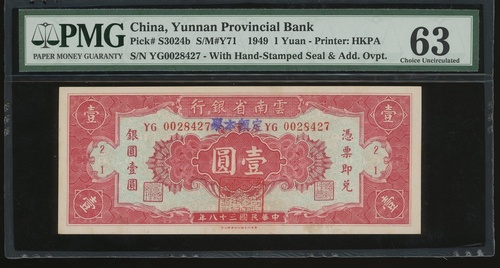 PMG
PAPER MONEY GUARANTY
China, Yunnan Provincial Bank
Pick# S3024b S/M#Y71 1949 1 Yuan - Printer: HKPA
S/N YG0028427 - With Hand-Stamped Seal & Add. Ovpt.
63
Choice Uncirculated
行銀省南雲
壹
壹
YG 0028427
YG 0028427
銀圓壹圓
圓壹
憑票即兑
2 1
2 1
壹
壹
年八十三國民華中